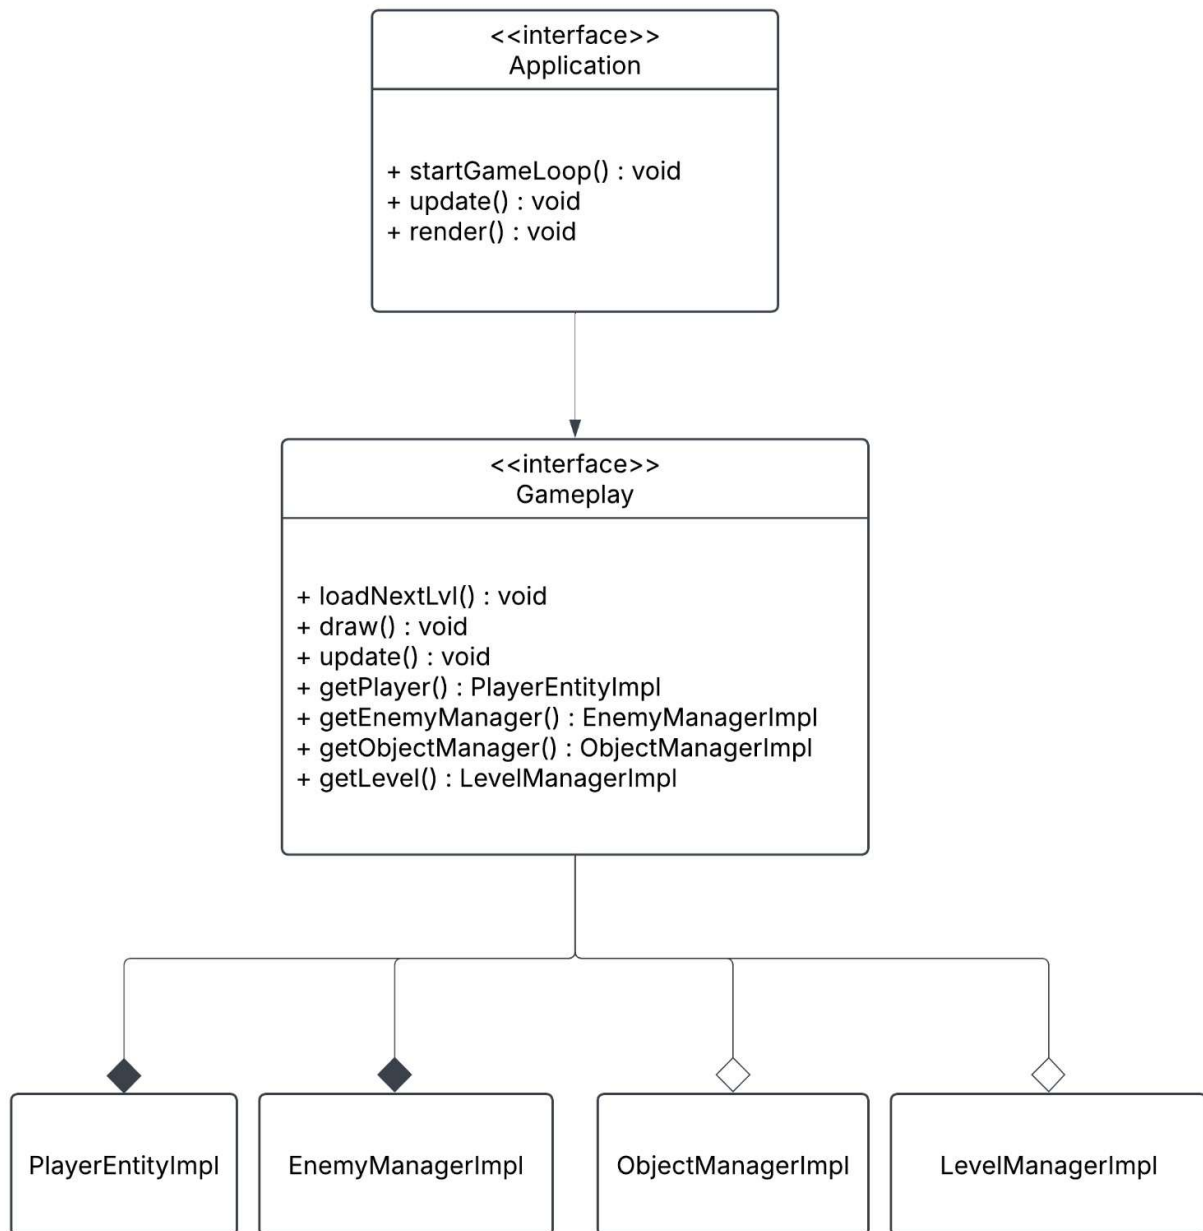 <<interface>>
Application
+ startGameLoop() : void
+ update() : void
+ render() : void
<<interface>>
Gameplay
+ loadNextLvl() : void
+ draw() : void
+ update() : void
+ getPlayer() : PlayerEntityImpl
+ getEnemyManager() : EnemyManagerImpl
+ getObjectManager() : ObjectManagerImpl
+ getLevel() : LevelManagerImpl
PlayerEntityImpl
EnemyManagerImpl
ObjectManagerImpl
LevelManagerImpl